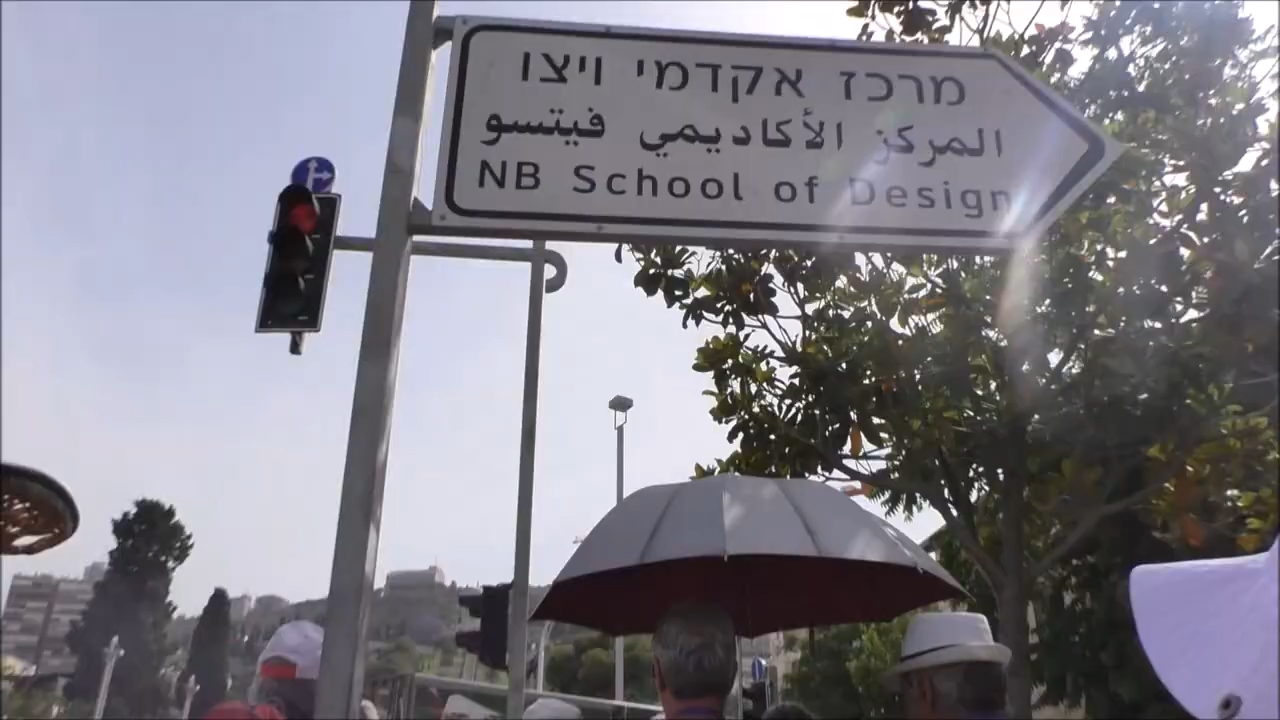 מרכז אקדמי ויצו
المركز الأكاديمي فيتسو
NB School of Design